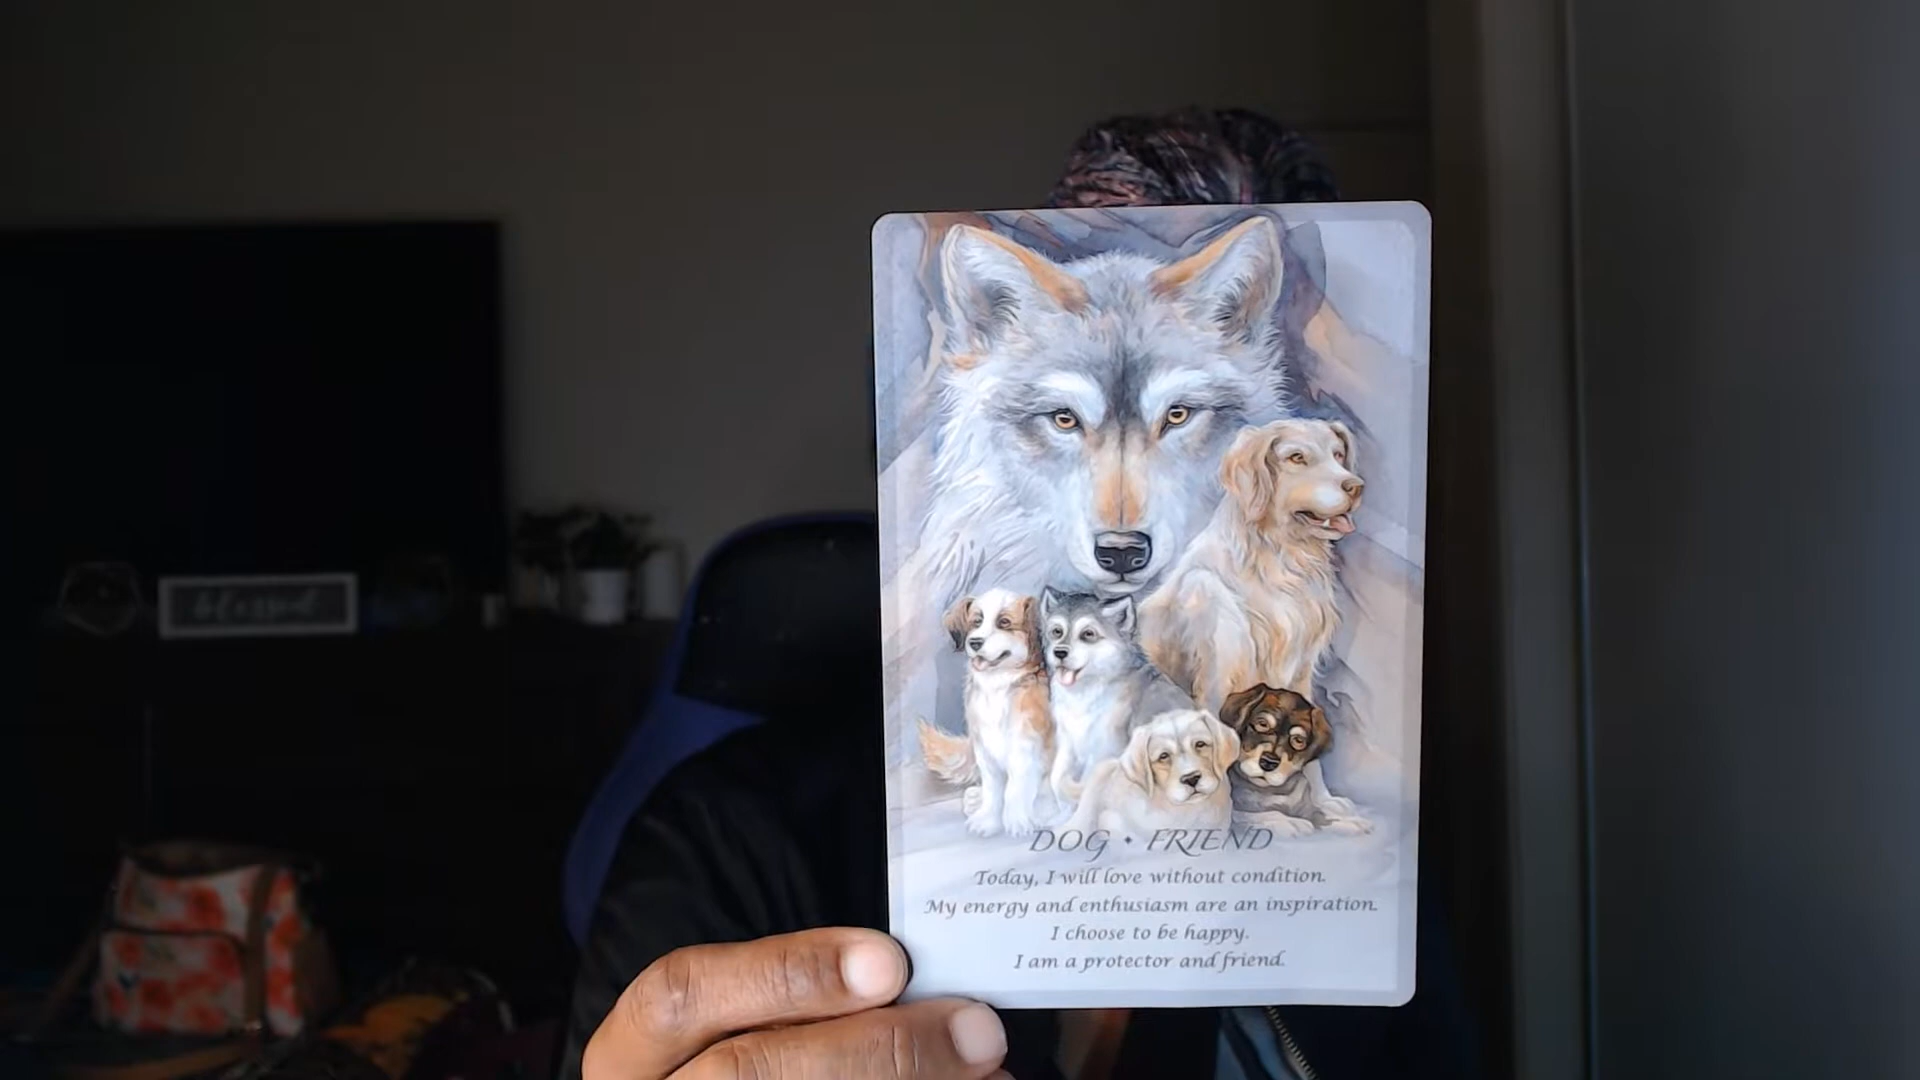 blessed
DOG • FRIEND
Today, I will love without condition.
My energy and enthusiasm are an inspiration.
I choose to be happy.
I am a protector and friend.